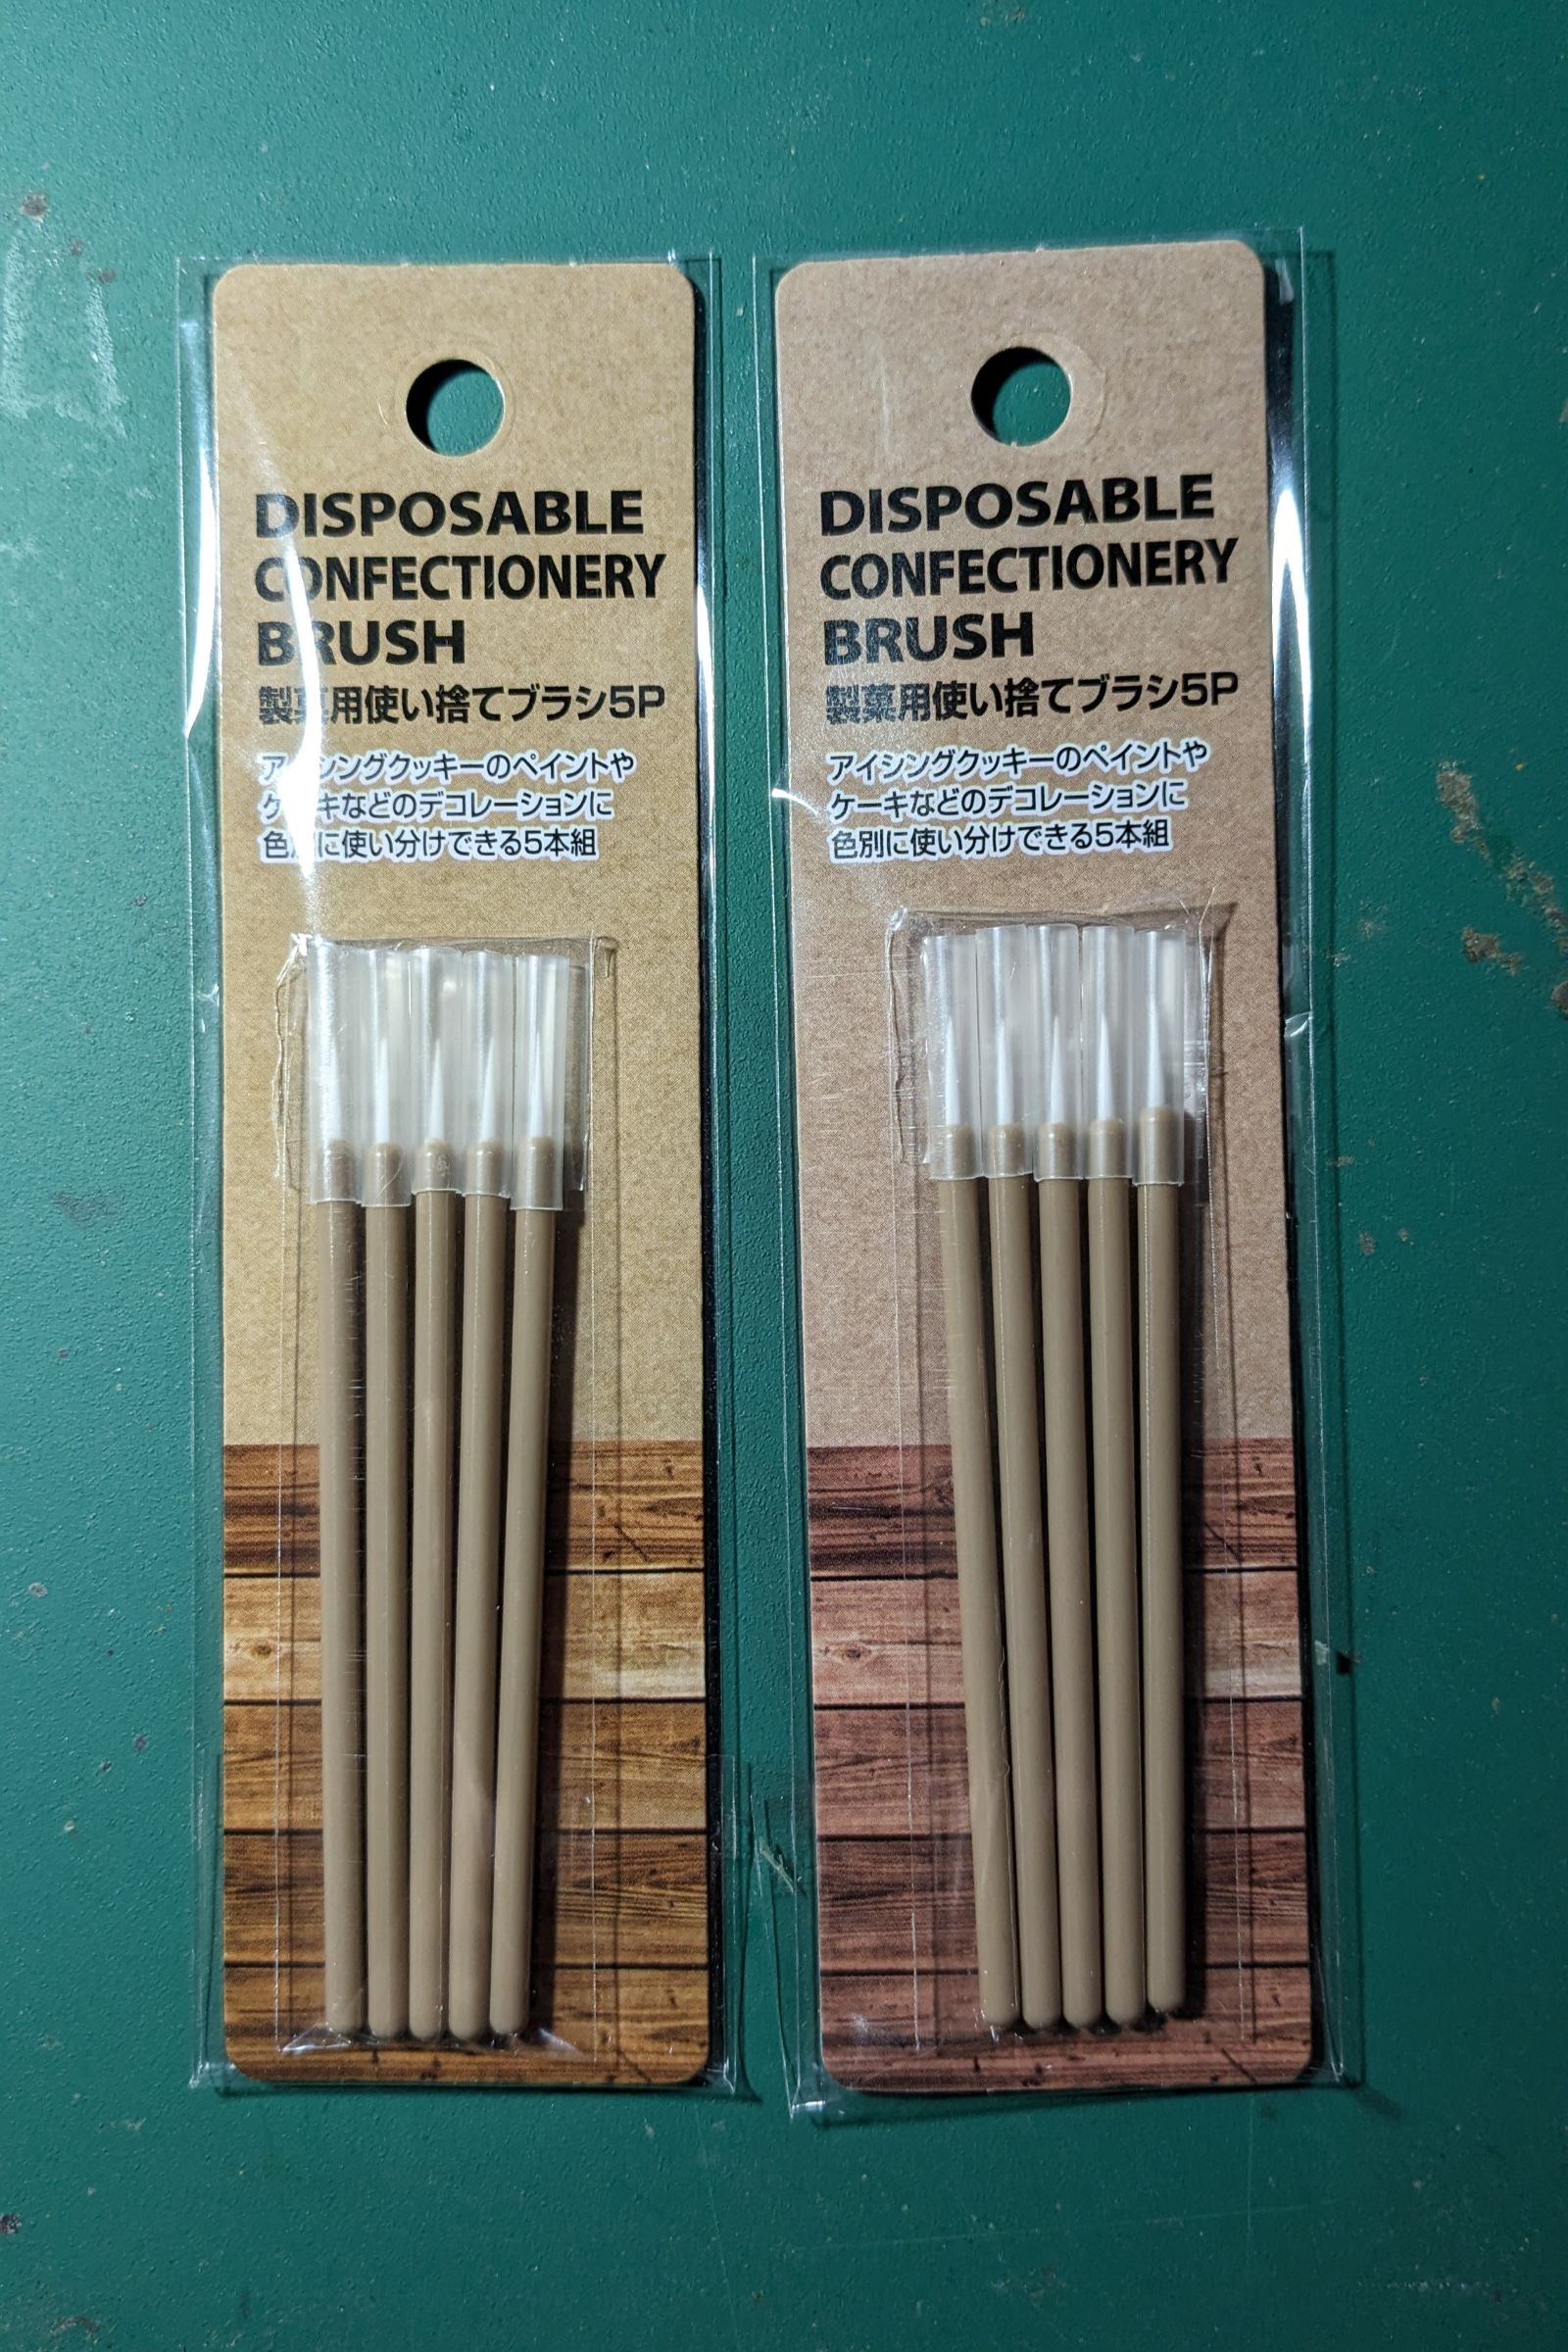 DISPOSABLE
CONFECTIONERY
BRUSH
製菓用使い捨てブラシ5P
アイシングクッキーのペイントや
ケーキなどのデコレーションに
色別に使い分けできる5本組
DISPOSABLE
CONFECTIONERY
BRUSH
製菓用使い捨てブラシ5P
アイシングクッキーのペイントや
ケーキなどのデコレーションに
色別に使い分けできる5本組